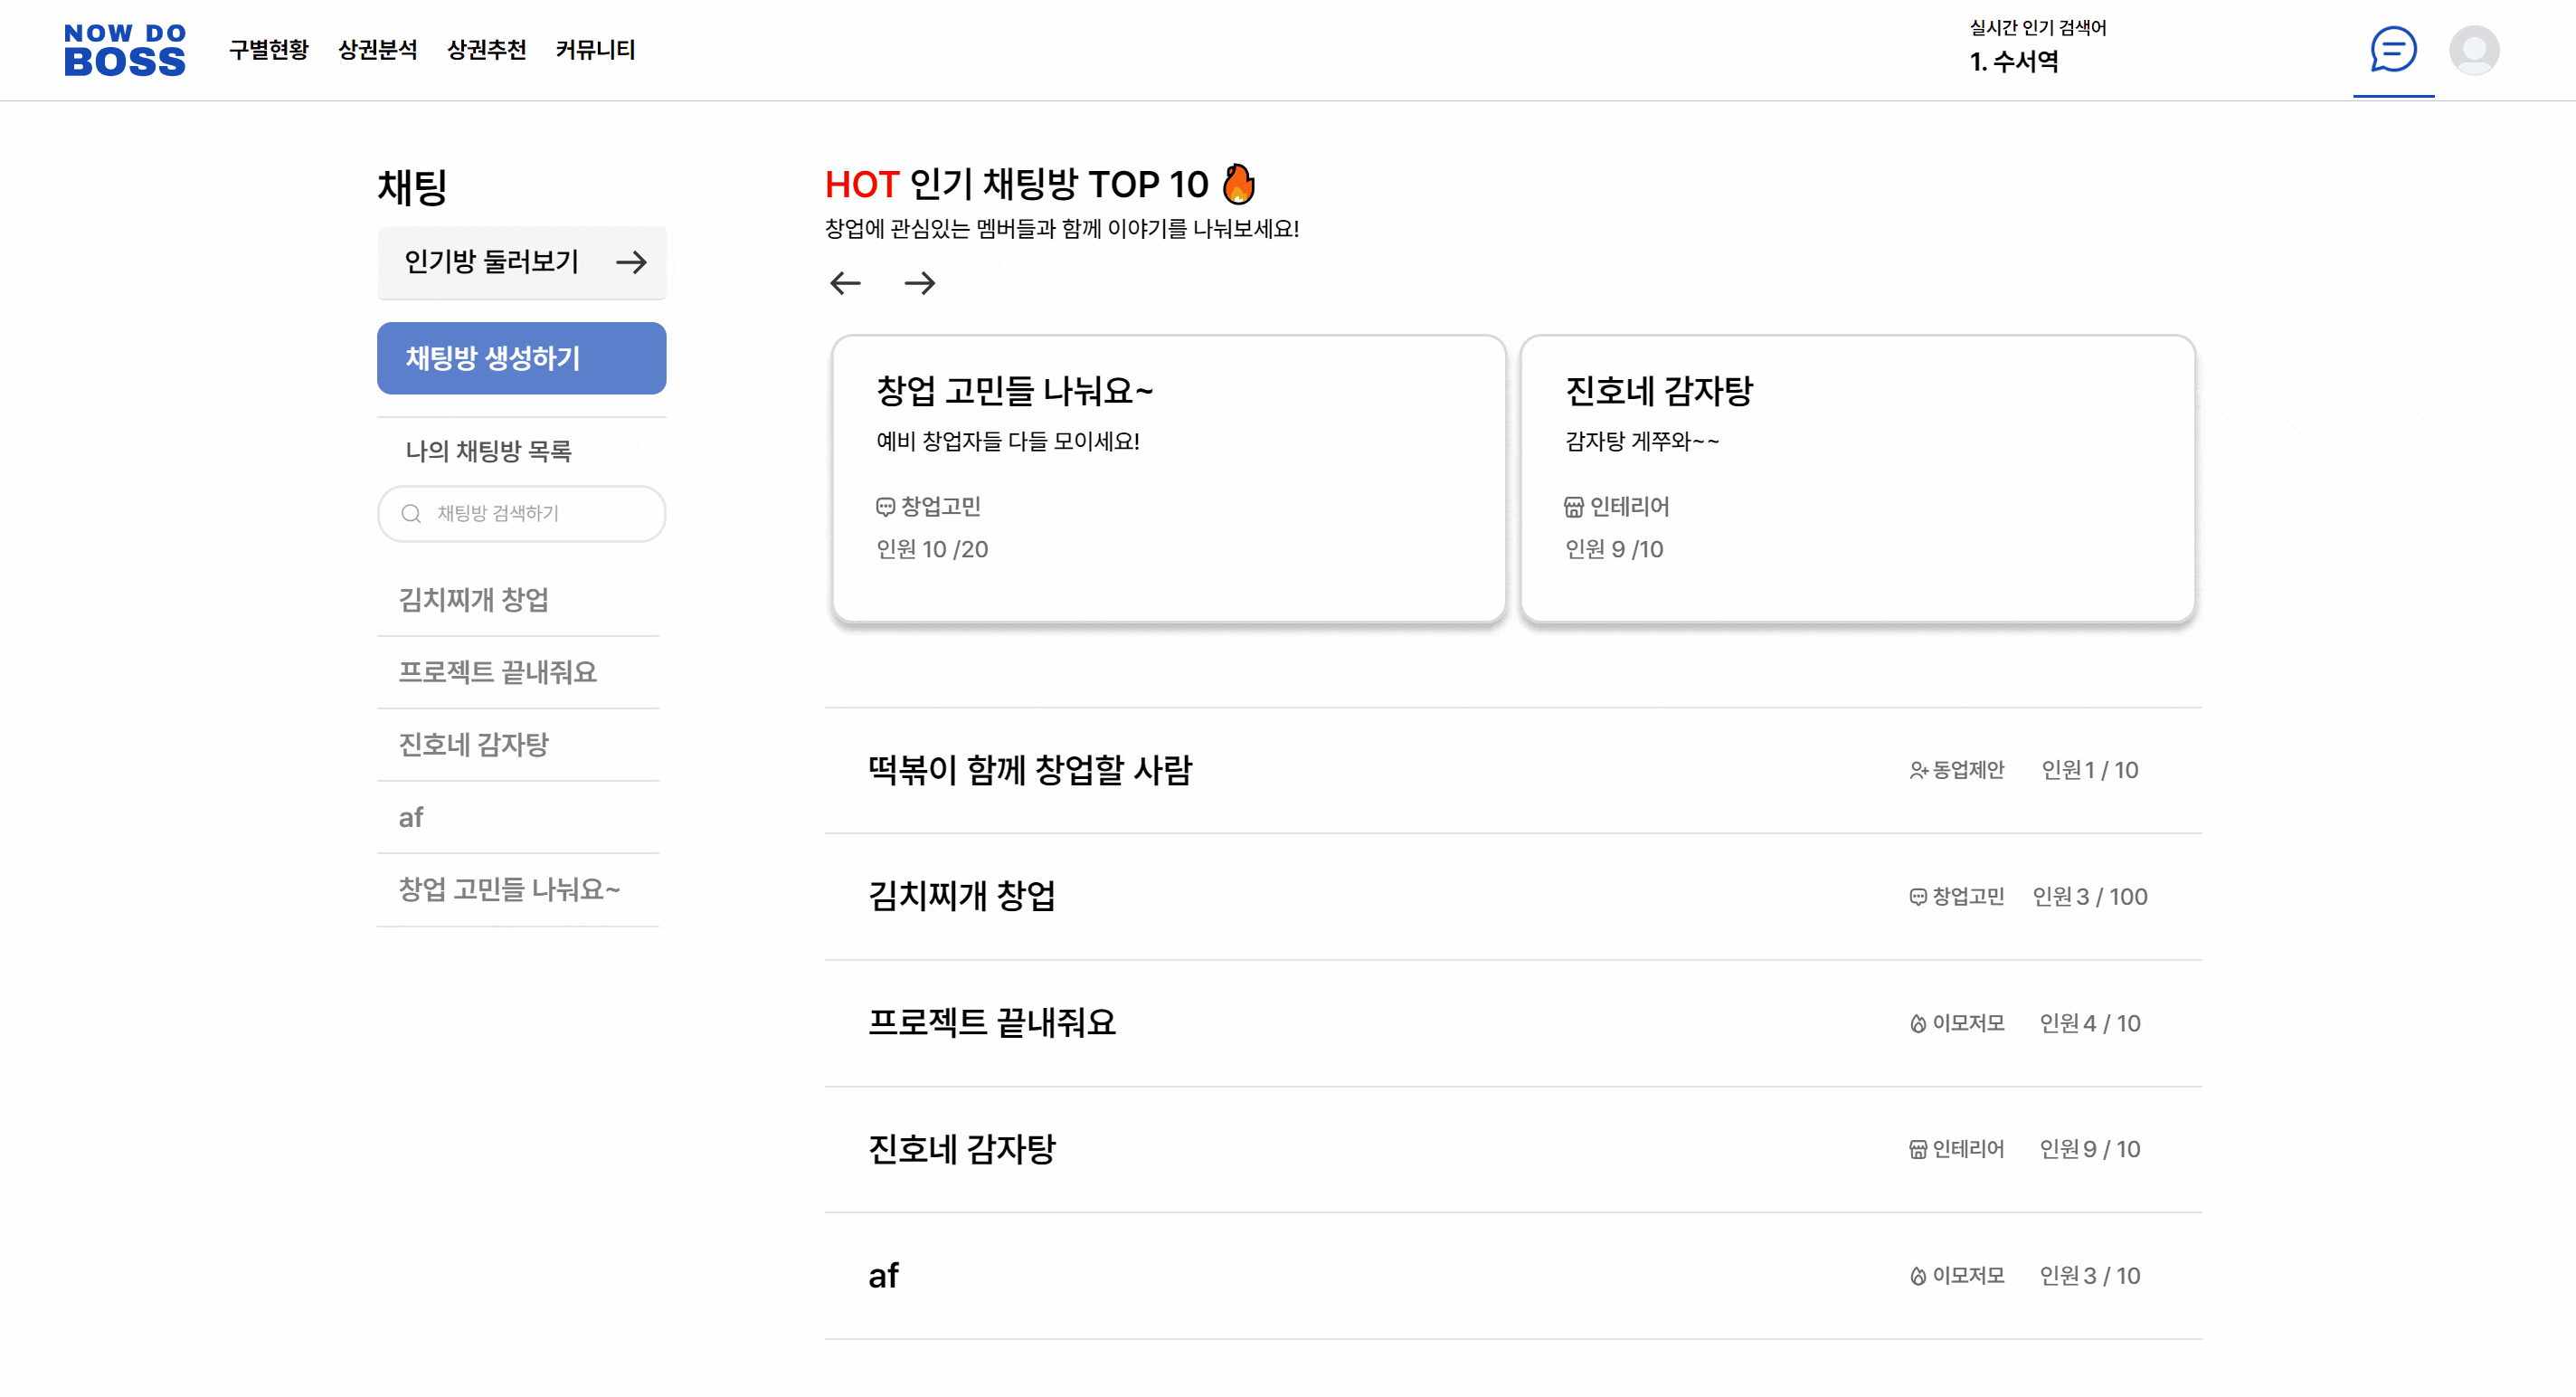 NOW DO
BOSS
구별현황 상권분석 상권추천 커뮤니티
실시간 인기 검색어
1. 수서역
채팅
인기방 둘러보기
채팅방 생성하기
나의 채팅방 목록
채팅방 검색하기
김치찌개 창업
프로젝트 끝내줘요
진호네 감자탕
af
창업 고민들 나눠요~
HOT 인기 채팅방 TOP 10
창업에 관심있는 멤버들과 함께 이야기를 나눠보세요!
창업 고민들 나눠요~
예비 창업자들 다들 모이세요!
창업고민
인원 10 /20
진호네 감자탕
감자탕 게쭈와~~
인테리어
인원 9 /10
떡볶이 함께 창업할 사람 동업제안 인원 1 / 10
김치찌개 창업 창업고민 인원 3 / 100
프로젝트 끝내줘요 이모저모 인원 4 / 10
진호네 감자탕 인테리어 인원 9 / 10
af 이모저모 인원 3 / 10